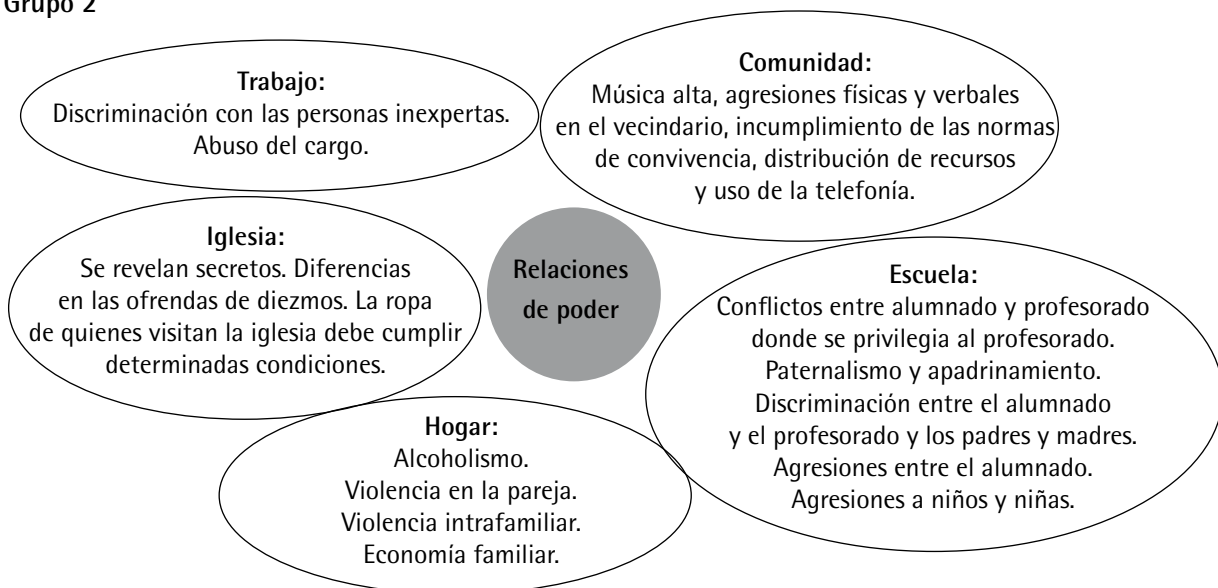 Grupo 2
Trabajo:
Discriminación con las personas inexpertas.
Abuso del cargo.
Comunidad:
Música alta, agresiones físicas y verbales
en el vecindario, incumplimiento de las normas
de convivencia, distribución de recursos
y uso de la telefonía.
Iglesia:
Se revelan secretos. Diferencias
en las ofrendas de diezmos. La ropa
de quienes visitan la iglesia debe cumplir
determinadas condiciones.
Relaciones
de poder
Escuela:
Conflictos entre alumnado y profesorado
donde se privilegia al profesorado.
Paternalismo y apadrinamiento.
Discriminación entre el alumnado
y el profesorado y los padres y madres.
Agresiones entre el alumnado.
Agresiones a niños y niñas.
Hogar:
Alcoholismo.
Violencia en la pareja.
Violencia intrafamiliar.
Economía familiar.